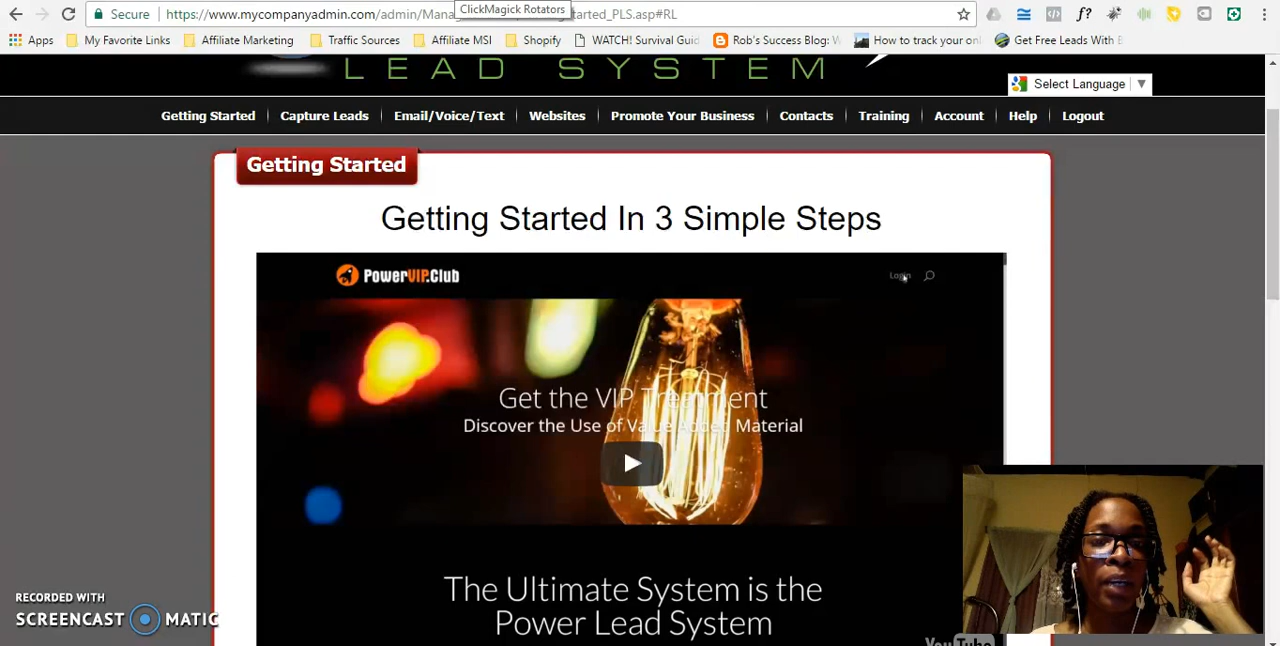 ClickMagick Rotators
Secure https://www.mycompanyadmin.com/admin/Mana started_PLS.asp#RL
Apps My Favorite Links Affiliate Marketing Traffic Sources Affiliate MSI Shopify WATCH! Survival Guid Rob's Success Blog: How to track your onl Get Free Leads With
LEAD SYSTEM
Select Language ▼
Getting Started Capture Leads Email/Voice/Text Websites Promote Your Business Contacts Training Account Help Logout
Getting Started
Getting Started In 3 Simple Steps
PowerVIP.Club Login
Get the VIP Treatment
Discover the Use of Value Added Material
The Ultimate System is the
Power Lead System
YouTube
RECORDED WITH
SCREENCAST MATIC